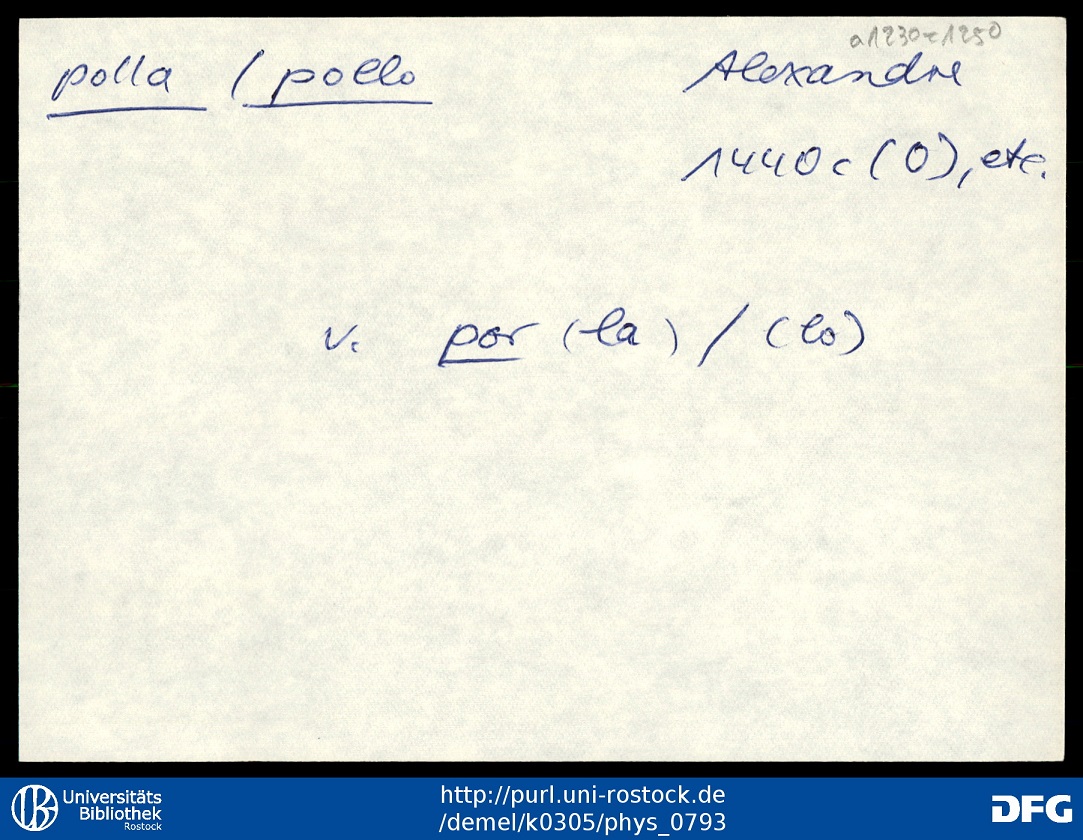 a1230-1250
polla / pollo Alexandre
1440c (O), etc.
v. por (la) / (lo)
Universitäts
Bibliothek
Rostock
http://purl.uni-rostock.de
/demel/k0305/phys_0793
DFG